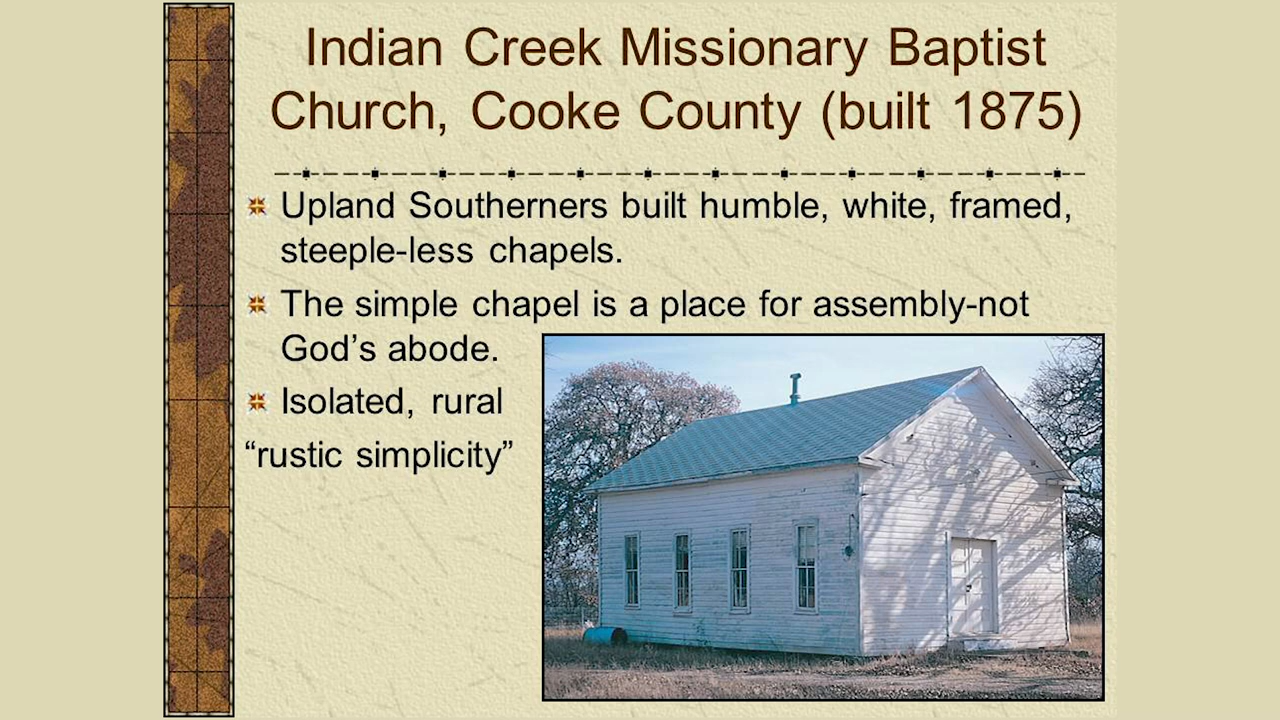 Indian Creek Missionary Baptist
Church, Cooke County (built 1875)
Upland Southerners built humble, white, framed,
steeple-less chapels.
The simple chapel is a place for assembly-not
God’s abode.
Isolated, rural
“rustic simplicity”